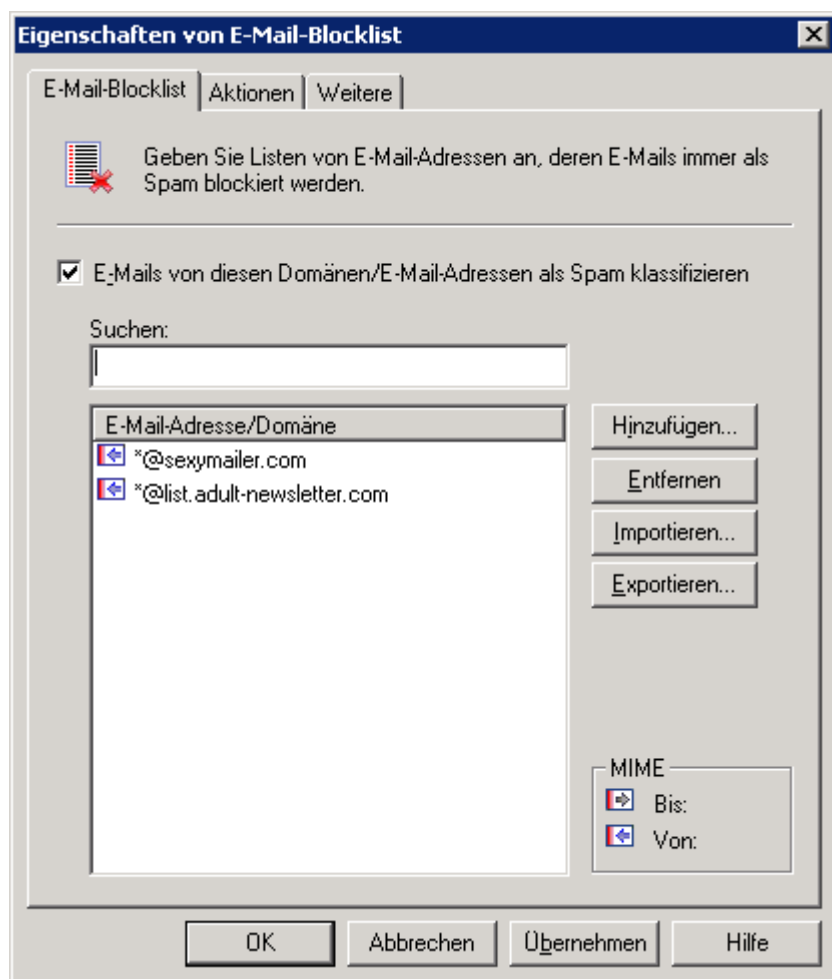 Eigenschaften von E-Mail-Blocklist
E-Mail-Blocklist
Aktionen
Weitere
Geben Sie Listen von E-Mail-Adressen an, deren E-Mails immer als
Spam blockiert werden.
E-Mails von diesen Domänen/E-Mail-Adressen als Spam klassifizieren
Suchen:
E-Mail-Adresse/Domäne
*@sexymailer.com
*@list.adult-newsletter.com
Hinzufügen...
Entfernen
Importieren...
Exportieren...
MIME
Bis:
Von:
OK
Abbrechen
Übernehmen
Hilfe